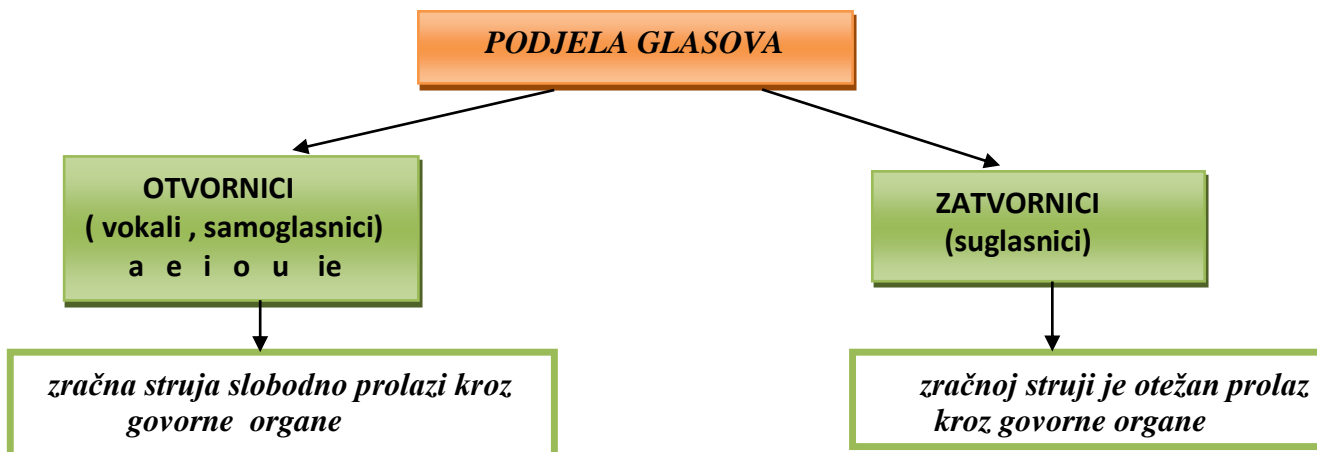 PODJELA GLASOVA
OTVORNICI
( vokali , samoglasnici)
a e i o u ie
ZATVORNICI
(suglasnici)
zračna struja slobodno prolazi kroz
govorne organe
zračnoj struji je otežan prolaz
kroz govorne organe